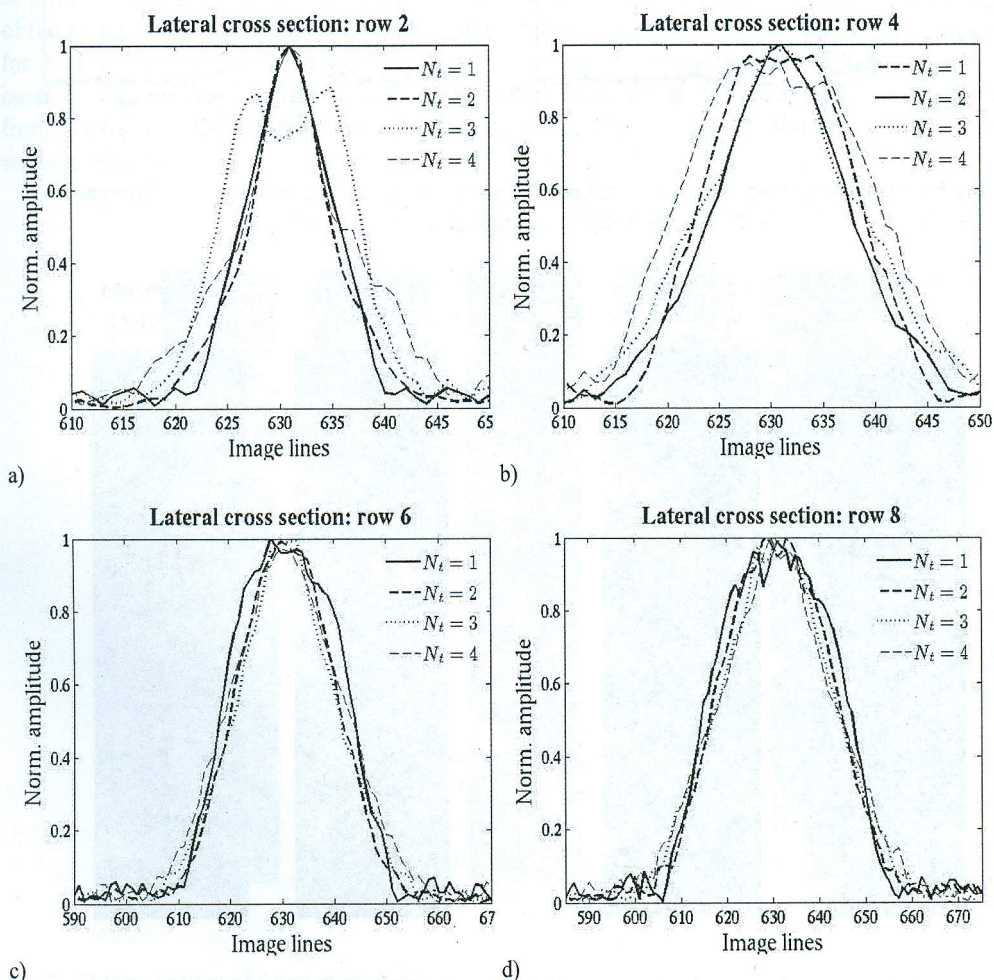 Lateral cross section: row 2
1
0.8
0.6
0.4
0.2
0
Norm. amplitude
N_t = 1
N_t = 2
N_t = 3
N_t = 4
610 615 620 625 630 635 640 645 65
Image lines
a)
Lateral cross section: row 4
1
0.8
0.6
0.4
0.2
0
Norm. amplitude
N_t = 1
N_t = 2
N_t = 3
N_t = 4
610 615 620 625 630 635 640 645 650
Image lines
b)
Lateral cross section: row 6
1
0.8
0.6
0.4
0.2
0
Norm. amplitude
N_t = 1
N_t = 2
N_t = 3
N_t = 4
590 600 610 620 630 640 650 660 67
Image lines
c)
Lateral cross section: row 8
1
0.8
0.6
0.4
0.2
0
Norm. amplitude
N_t = 1
N_t = 2
N_t = 3
N_t = 4
590 600 610 620 630 640 650 660 670
Image lines
d)